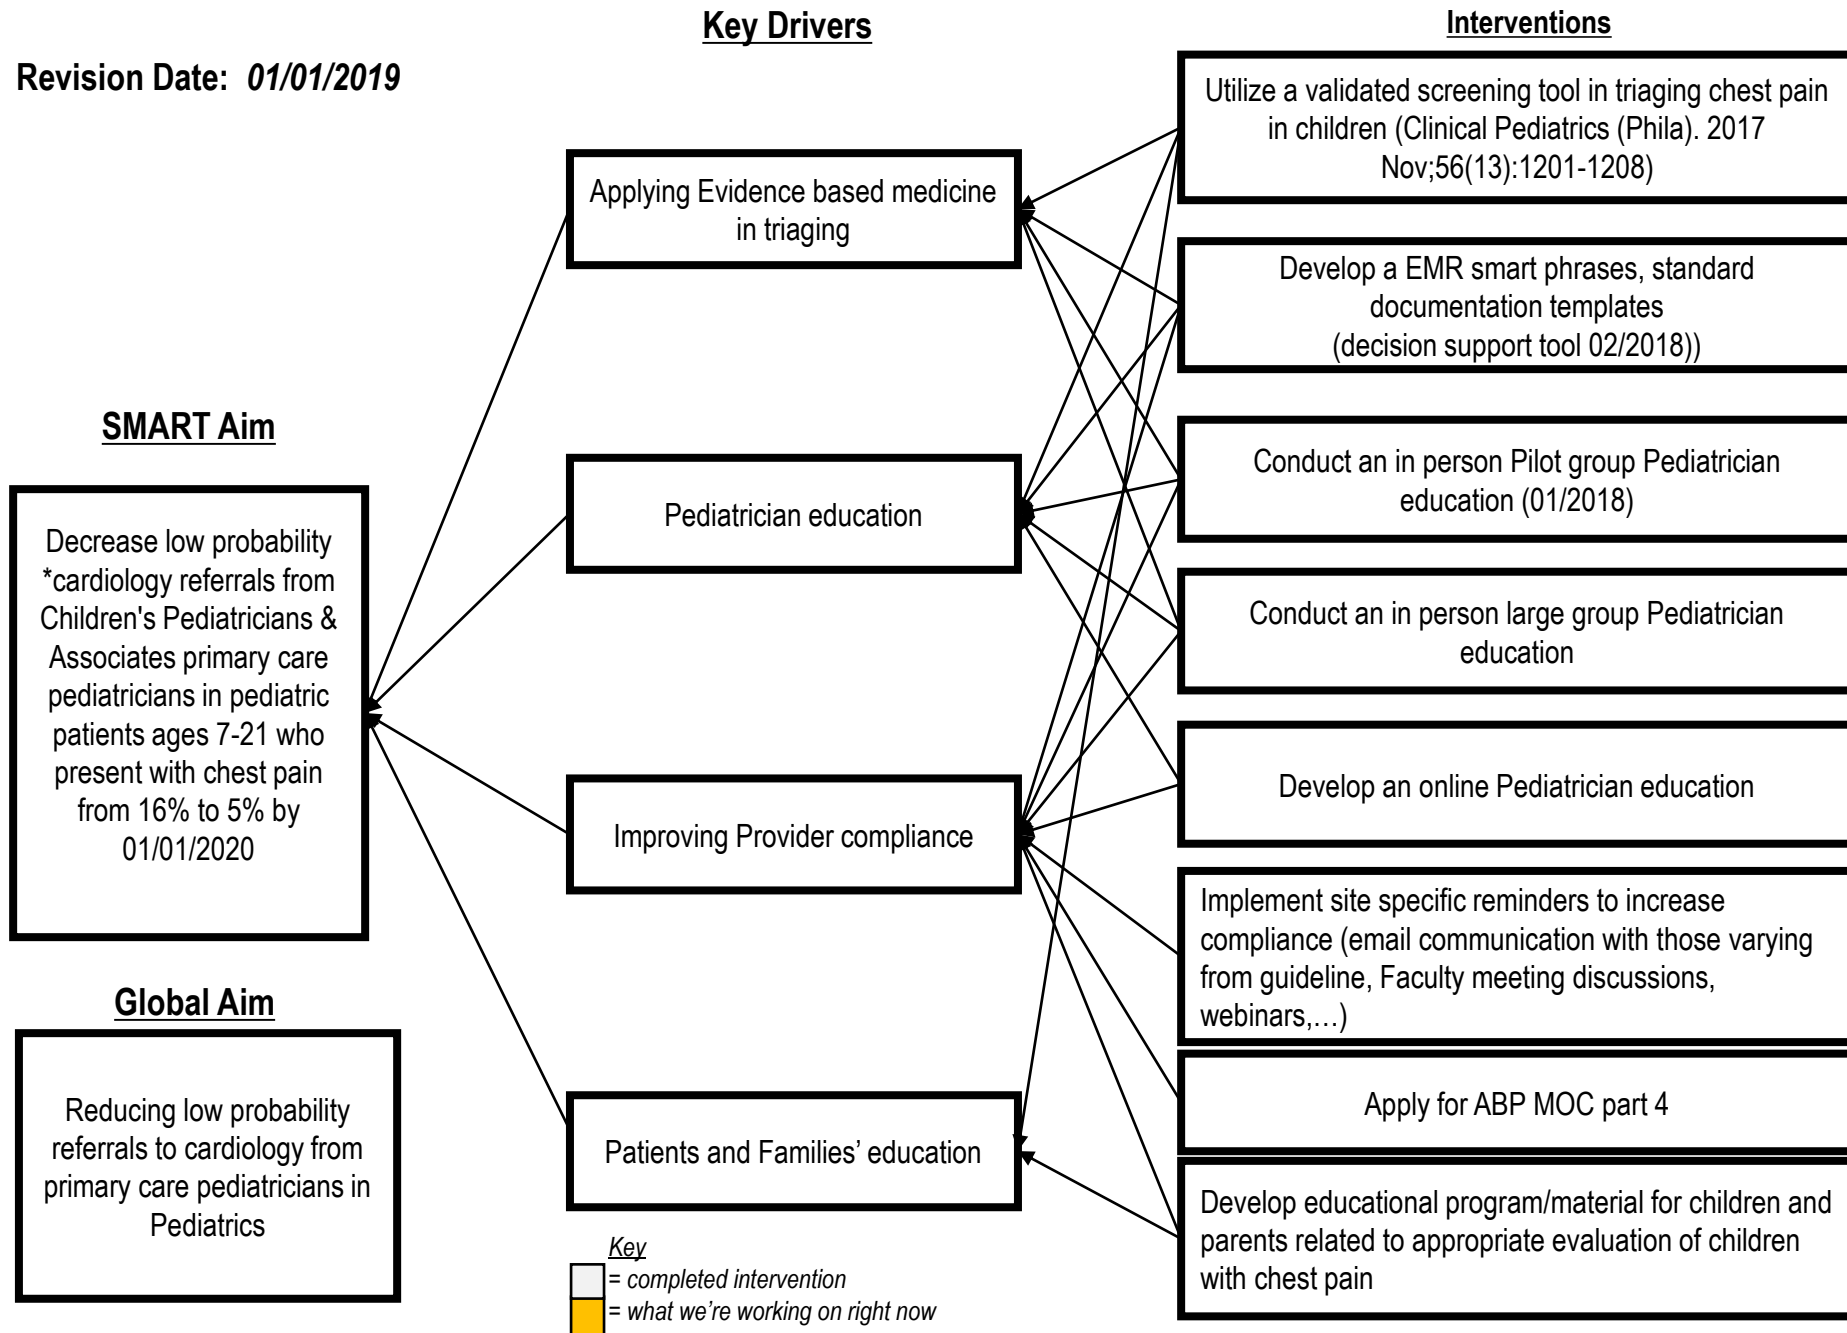 Key Drivers
Interventions
Revision Date: 01/01/2019
Utilize a validated screening tool in triaging chest pain
in children (Clinical Pediatrics (Phila). 2017
Nov;56(13):1201-1208)
Applying Evidence based medicine
in triaging
Develop a EMR smart phrases, standard
documentation templates
(decision support tool 02/2018))
SMART Aim
Conduct an in person Pilot group Pediatrician
education (01/2018)
Pediatrician education
Decrease low probability
*cardiology referrals from
Children's Pediatricians &
Associates primary care
pediatricians in pediatric
patients ages 7-21 who
present with chest pain
from 16% to 5% by
01/01/2020
Conduct an in person large group Pediatrician
education
Develop an online Pediatrician education
Improving Provider compliance
Implement site specific reminders to increase
compliance (email communication with those varying
from guideline, Faculty meeting discussions,
webinars,…)
Global Aim
Reducing low probability
referrals to cardiology from
primary care pediatricians in
Pediatrics
Apply for ABP MOC part 4
Patients and Families’ education
Develop educational program/material for children and
parents related to appropriate evaluation of children
with chest pain
Key
= completed intervention
= what we’re working on right now